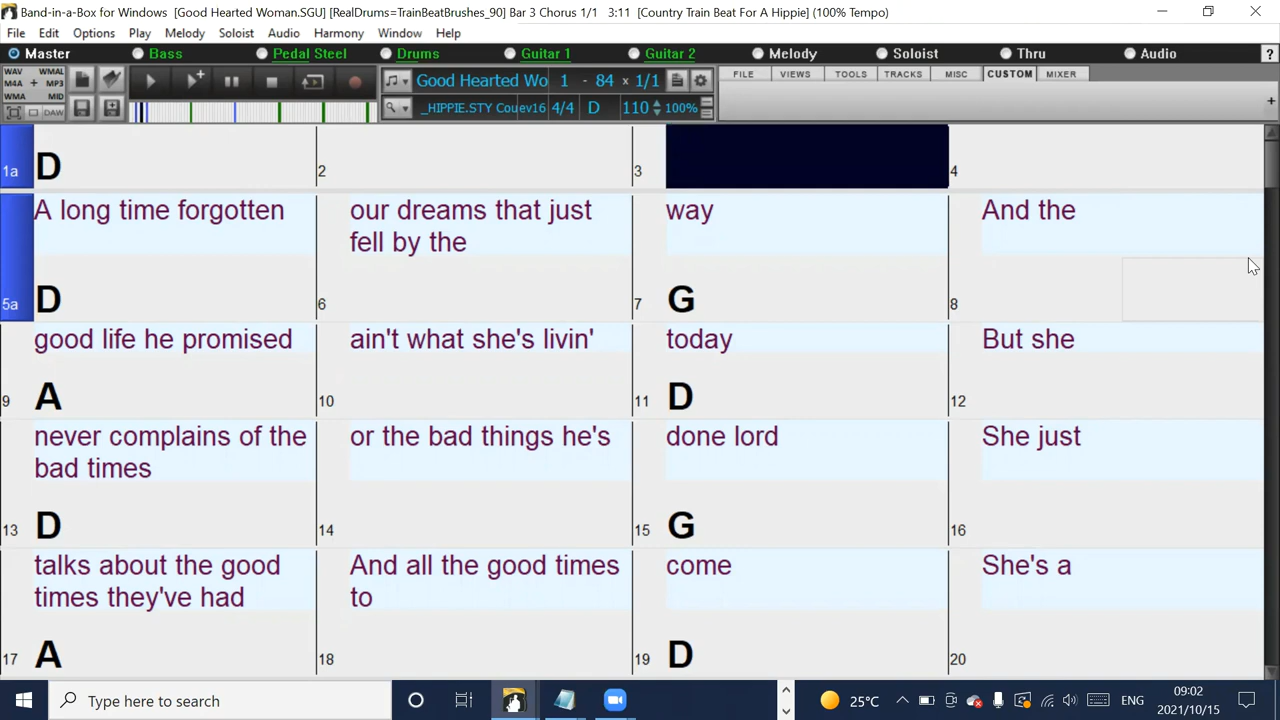 Band-in-a-Box for Windows [Good Hearted Woman.SGU] [RealDrums=TrainBeatBrushes_90] Bar 3 Chorus 1/1 3:11 [Country Train Beat For A Hippie] (100% Tempo)
File Edit Options Play Melody Soloist Audio Harmony Window Help
Master Bass Pedal Steel Drums Guitar 1 Guitar 2 Melody Soloist Thru Audio ?
WAV WMAL
M4A + MP3
WMA MID
DAW
Good Hearted Wo 1 - 84 x 1/1
_HIPPIE.STY Couev16 4/4 D 110 100%
FILE VIEWS TOOLS TRACKS MISC CUSTOM MIXER
+
1a D 2 3 4
A long time forgotten our dreams that just way And the
fell by the
5a D 6 7 G 8
good life he promised ain't what she's livin' today But she
9 A 10 11 D 12
never complains of the or the bad things he's done lord She just
bad times
13 D 14 15 G 16
talks about the good And all the good times come She's a
times they've had to
17 A 18 19 D 20
Type here to search 25°C ENG 09:02
2021/10/15